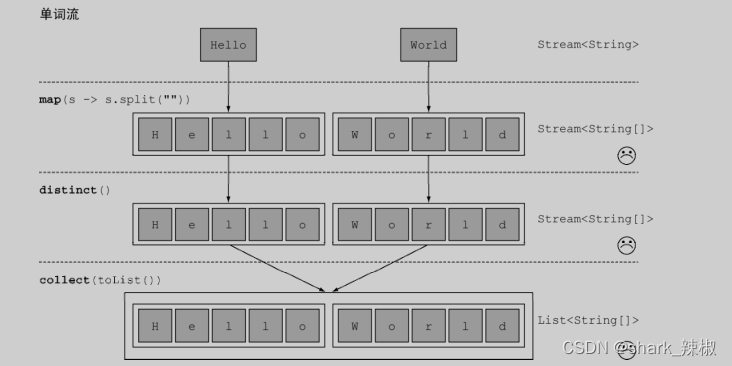 单词流
Hello World Stream<String>
map(s -> s.split(""))
H e l l o W o r l d Stream<String[]>
distinct()
H e l l o W o r l d Stream<String[]>
collect(toList())
H e l l o W o r l d List<String[]>
CSDN @shark_辣椒